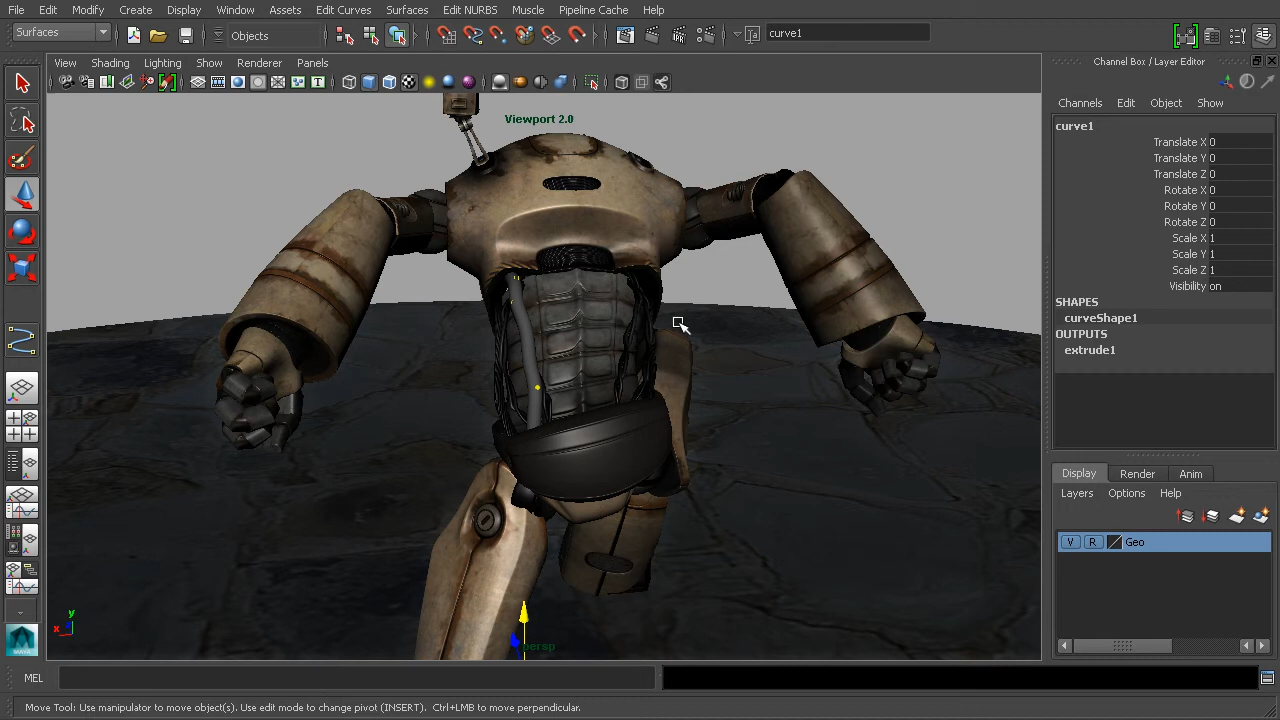 File Edit Modify Create Display Window Assets Edit Curves Surfaces Edit NURBS Muscle Pipeline Cache Help
Surfaces Objects curve1
View Shading Lighting Show Renderer Panels
Viewport 2.0
persp
y
x
Channel Box / Layer Editor
Channels Edit Object Show
curve1
Translate X 0
Translate Y 0
Translate Z 0
Rotate X 0
Rotate Y 0
Rotate Z 0
Scale X 1
Scale Y 1
Scale Z 1
Visibility on
SHAPES
curveShape1
OUTPUTS
extrude1
Display Render Anim
Layers Options Help
V R Geo
MEL
Move Tool: Use manipulator to move object(s). Use edit mode to change pivot (INSERT). Ctrl+LMB to move perpendicular.